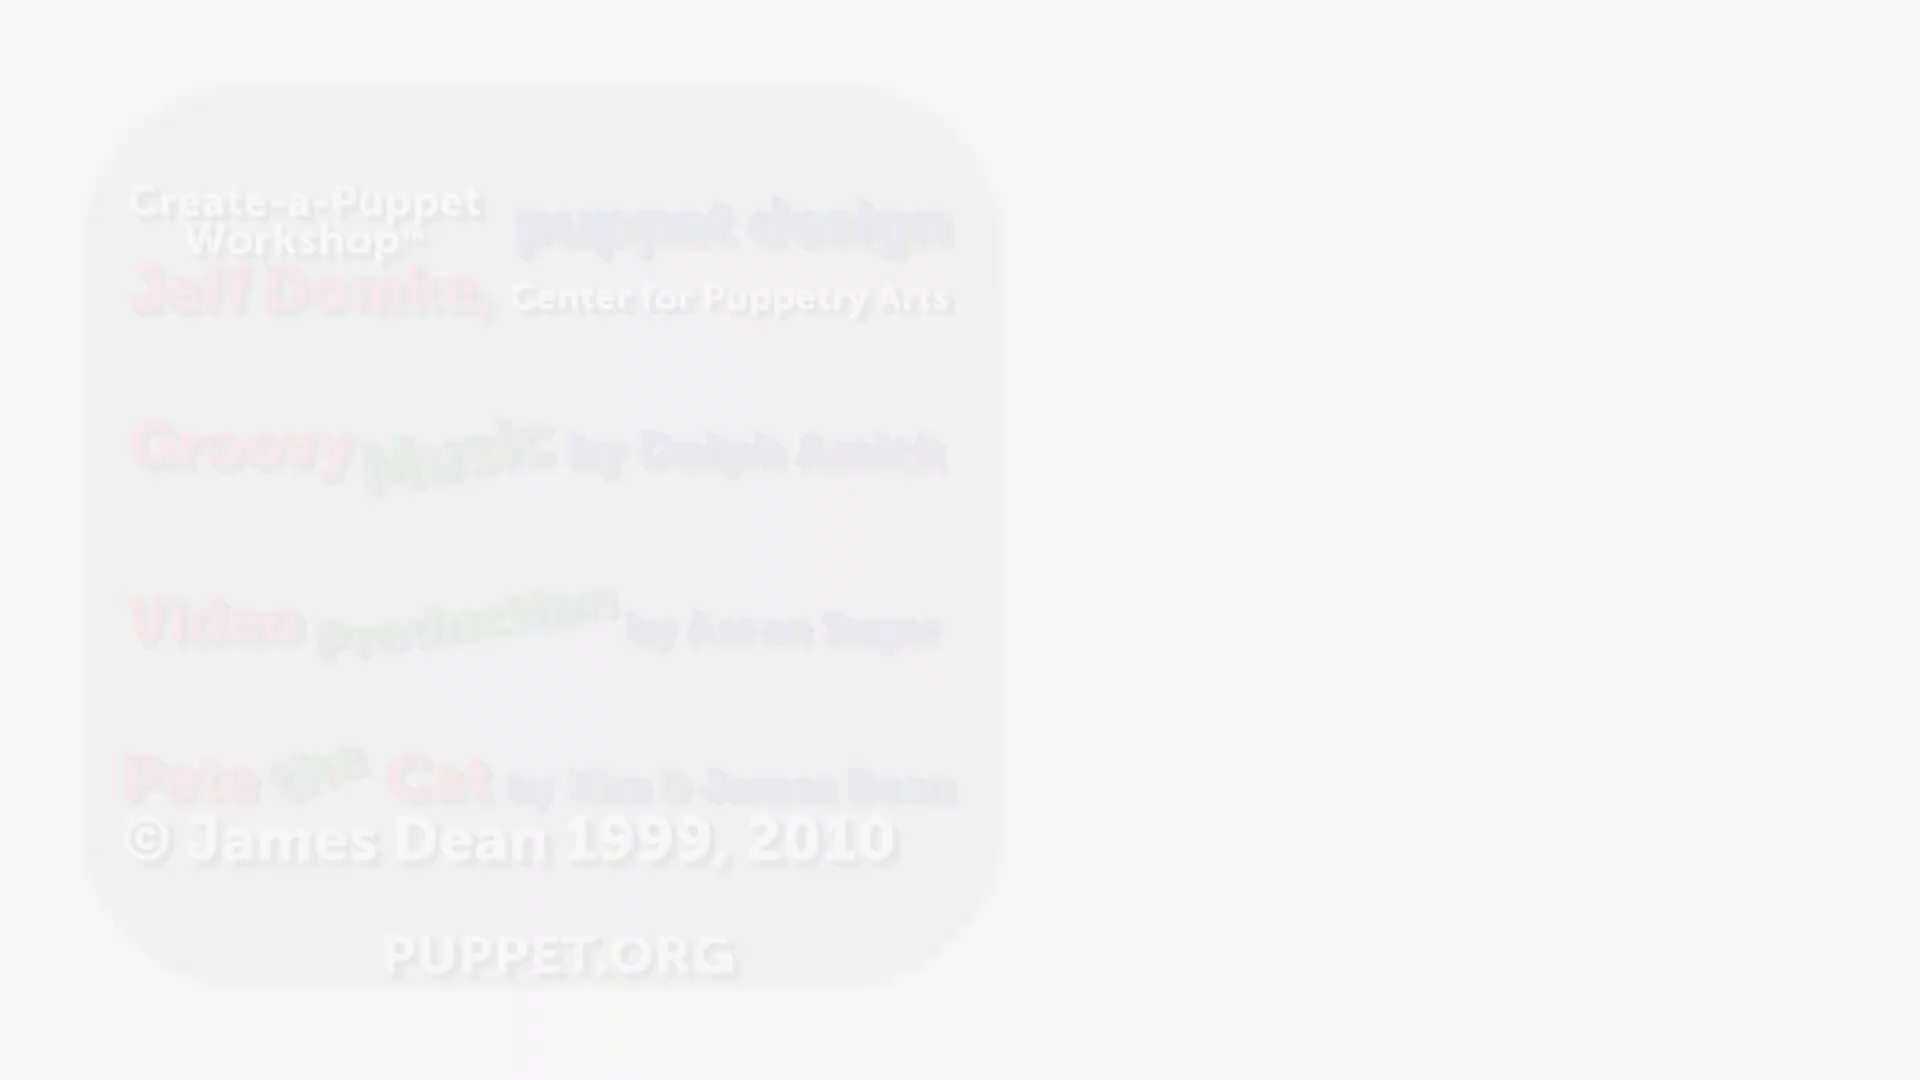 Create-a-Puppet
Workshop™
puppet design
Jeff Domke, Center for Puppetry Arts
Groovy Music by Dolph Amick
Video Production by Aaron
Pete the Cat by Kim & James Dean
© James Dean 1999, 2010
PUPPET.ORG